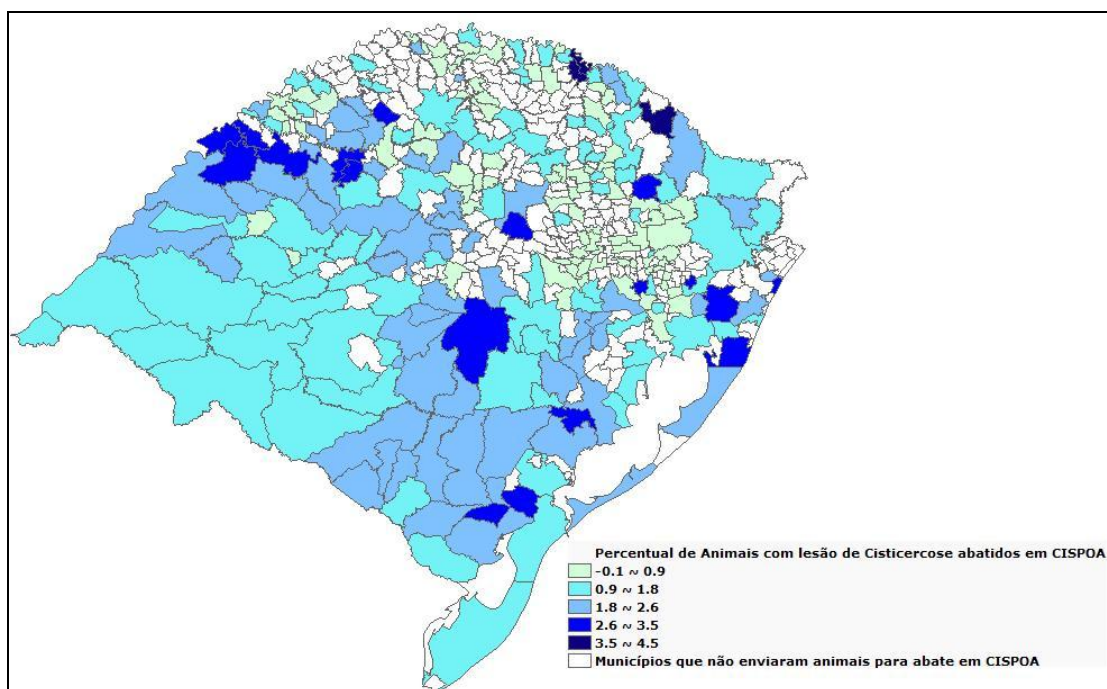 Percentual de Animais com lesão de Cisticercose abatidos em CISPOA
-0.1 ~ 0.9
0.9 ~ 1.8
1.8 ~ 2.6
2.6 ~ 3.5
3.5 ~ 4.5
Municípios que não enviaram animais para abate em CISPOA